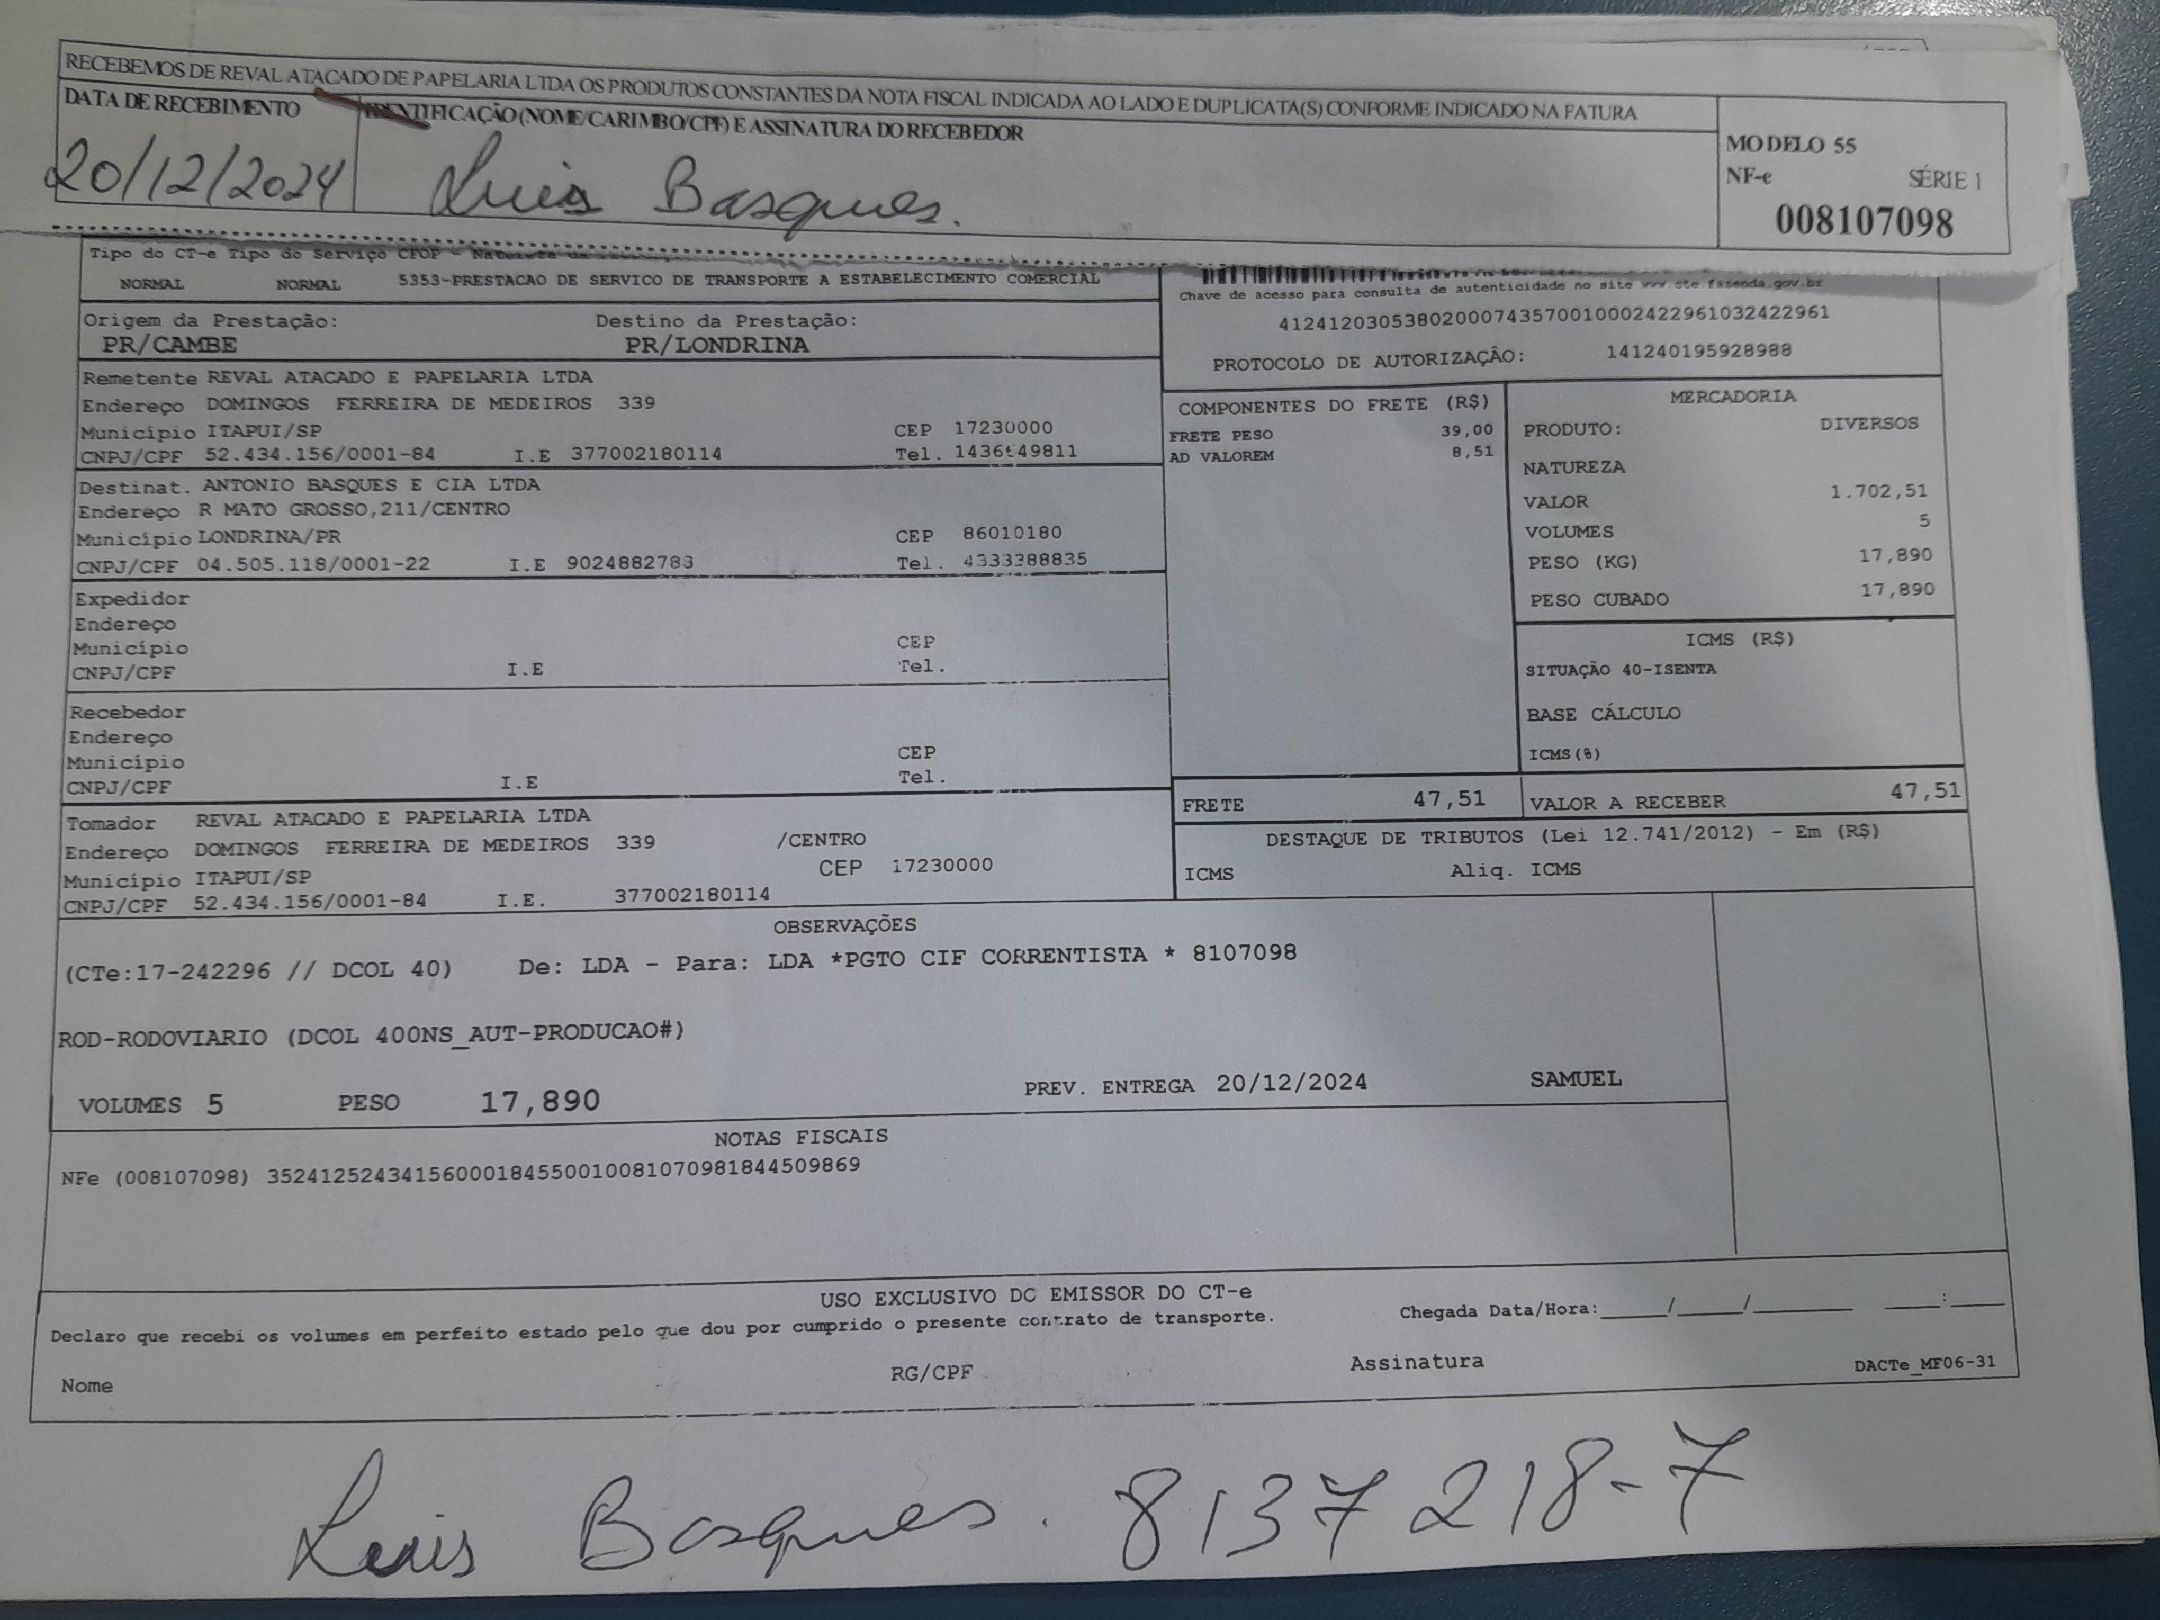 RECEBEMOS DE REVAL ATACADO DE PAPELARIA LTDA OS PRODUTOS CONSTANTES DA NOTA FISCAL INDICADA AO LADO E DUPLICATA(S) CONFORME INDICADO NA FATURA
DATA DE RECEBIMENTO IDENTIFICAÇÃO (NOME/CARIMBO/CPF) E ASSINATURA DO RECEBEDOR
20/12/2024 Luis Basques.
MODELO 55
NF-e SÉRIE 1
008107098
Tipo do CT-e Tipo do Serviço CFOP -
NORMAL NORMAL 5353-PRESTACAO DE SERVICO DE TRANSPORTE A ESTABELECIMENTO COMERCIAL
Chave de acesso para consulta de autenticidade no site www.cte.fazenda.gov.br
41241203053802000743570010002422961032422961
PROTOCOLO DE AUTORIZAÇÃO: 141240195928988
Origem da Prestação: Destino da Prestação:
PR/CAMBE PR/LONDRINA
Remetente REVAL ATACADO E PAPELARIA LTDA
Endereço DOMINGOS FERREIRA DE MEDEIROS 339
Município ITAPUI/SP CEP 17230000
CNPJ/CPF 52.434.156/0001-84 I.E 377002180114 Tel.
Destinat. ANTONIO BASQUES E CIA LTDA
Endereço R MATO GROSSO,211/CENTRO
Município LONDRINA/PR CEP 86010180
CNPJ/CPF 04.505.118/0001-22 I.E 9024882783 Tel. 4333388835
Expedidor
Endereço
Município CEP
CNPJ/CPF I.E Tel.
Recebedor
Endereço
Município CEP
CNPJ/CPF I.E Tel.
Tomador REVAL ATACADO E PAPELARIA LTDA
Endereço DOMINGOS FERREIRA DE MEDEIROS 339 /CENTRO
Município ITAPUI/SP CEP 17230000
CNPJ/CPF 52.434.156/0001-84 I.E. 377002180114
COMPONENTES DO FRETE (R$)
FRETE PESO 39,00
AD VALOREM 8,51
MERCADORIA
PRODUTO: DIVERSOS
NATUREZA
VALOR 1.702,51
VOLUMES 5
PESO (KG) 17,890
PESO CUBADO 17,890
ICMS (R$)
SITUAÇÃO 40-ISENTA
BASE CÁLCULO
ICMS(%)
FRETE 47,51 VALOR A RECEBER 47,51
DESTAQUE DE TRIBUTOS (Lei 12.741/2012) - Em (R$)
ICMS Aliq. ICMS
OBSERVAÇÕES
(CTe:17-242296 // DCOL 40) De: LDA - Para: LDA *PGTO CIF CORRENTISTA * 8107098
ROD-RODOVIARIO (DCOL 400NS_AUT-PRODUCAO#)
VOLUMES 5 PESO 17,890 PREV. ENTREGA 20/12/2024 SAMUEL
NOTAS FISCAIS
NFe (008107098) 35241252434156000184550010081070981844509869
USO EXCLUSIVO DO EMISSOR DO CT-e
Declaro que recebi os volumes em perfeito estado pelo que dou por cumprido o presente contrato de transporte. Chegada Data/Hora:_____/_____/_______ ____:____
Nome RG/CPF Assinatura DACTe_MF06-31
Luis Basques. 8137218-7